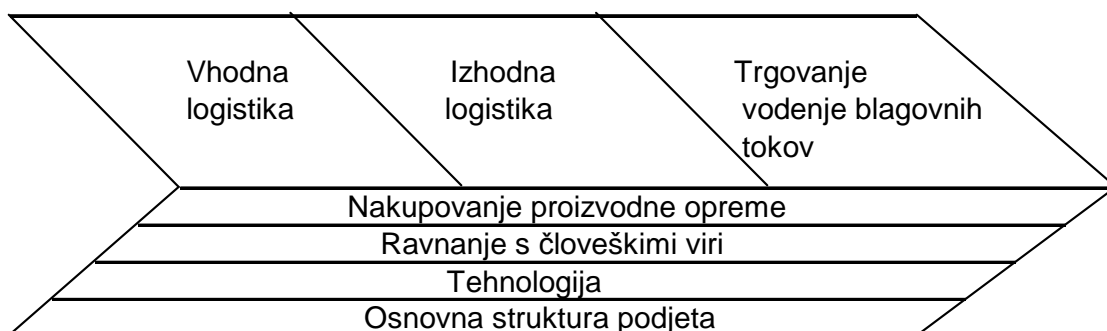 Vhodna
logistika
Izhodna
logistika
Trgovanje
vodenje blagovnih
tokov
Nakupovanje proizvodne opreme
Ravnanje s človeškimi viri
Tehnologija
Osnovna struktura podjeta